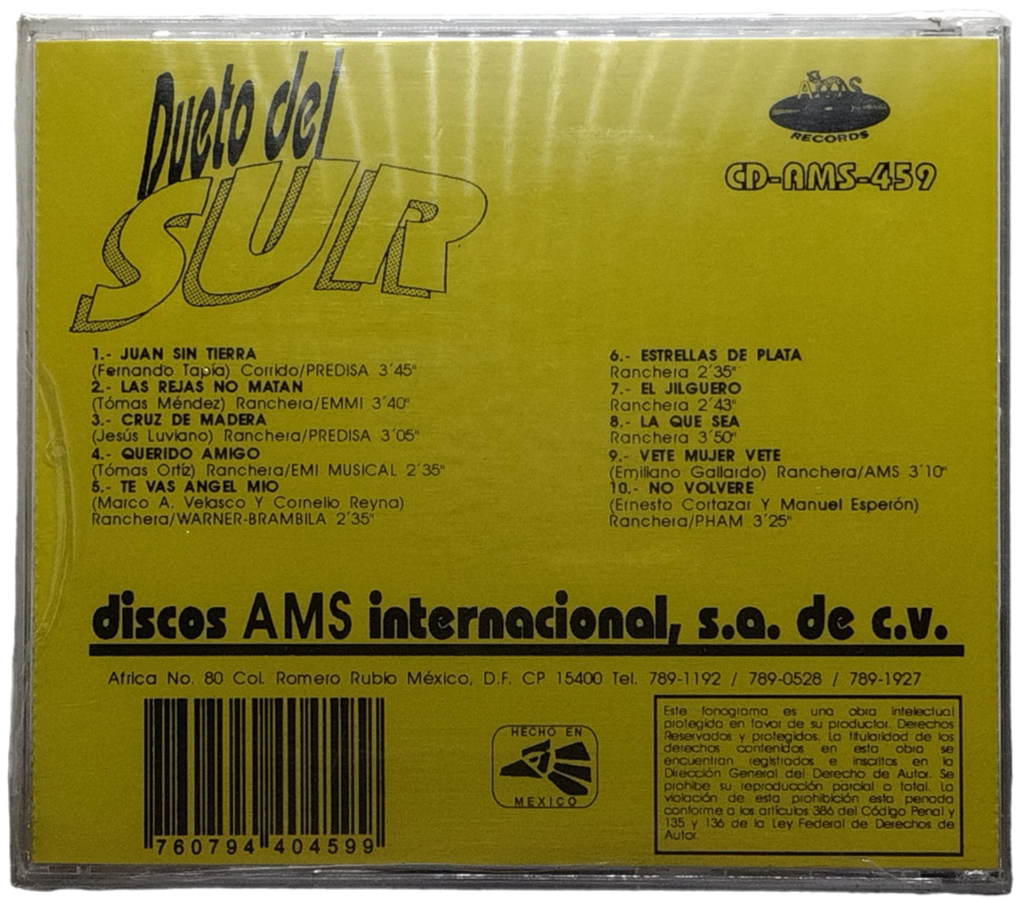 Dueto del
SUR
AMS
RECORDS
CD-AMS-459
1.- JUAN SIN TIERRA
(Fernando Tapía) Corrido/PREDISA 3´45"
2.- LAS REJAS NO MATAN
(Tómas Méndez) Ranchera/EMMI 3´40"
3.- CRUZ DE MADERA
(Jesús Luviano) Ranchera/PREDISA 3´05"
4.- QUERIDO AMIGO
(Tómas Ortíz) Ranchera/EMI MUSICAL 2´35"
5.- TE VAS ANGEL MIO
(Marco A. Velasco Y Cornelio Reyna)
Ranchera/WARNER-BRAMBILA 2´35"
6.- ESTRELLAS DE PLATA
Ranchera 2´35"
7.- EL JILGUERO
Ranchera 2´43"
8.- LA QUE SEA
Ranchera 3´50"
9.- VETE MUJER VETE
(Emiliano Gallardo) Ranchera/AMS 3´10"
10.- NO VOLVERE
(Ernesto Cortazar Y Manuel Esperón)
Ranchera/PHAM 3´25"
discos AMS internacional, s.a. de c.v.
Africa No. 80 Col. Romero Rubio México, D.F. CP 15400 Tel. 789-1192 / 789-0528 / 789-1927
760794 404599
HECHO EN
MEXICO
Este fonograma es una obra intelectual
protegida en favor de su productor. Derechos
Reservados y protegidos. La titularidad de los
derechos contenidos en esta obra se
encuentran registrados e inscritos en la
Dirección General del Derecho de Autor. Se
prohibe su reproducción parcial o total. La
violación de esta prohibición esta penada
conforme a los artículos 386 del Código Penal y
135 y 136 de la Ley Federal de Derechos de
Autor.